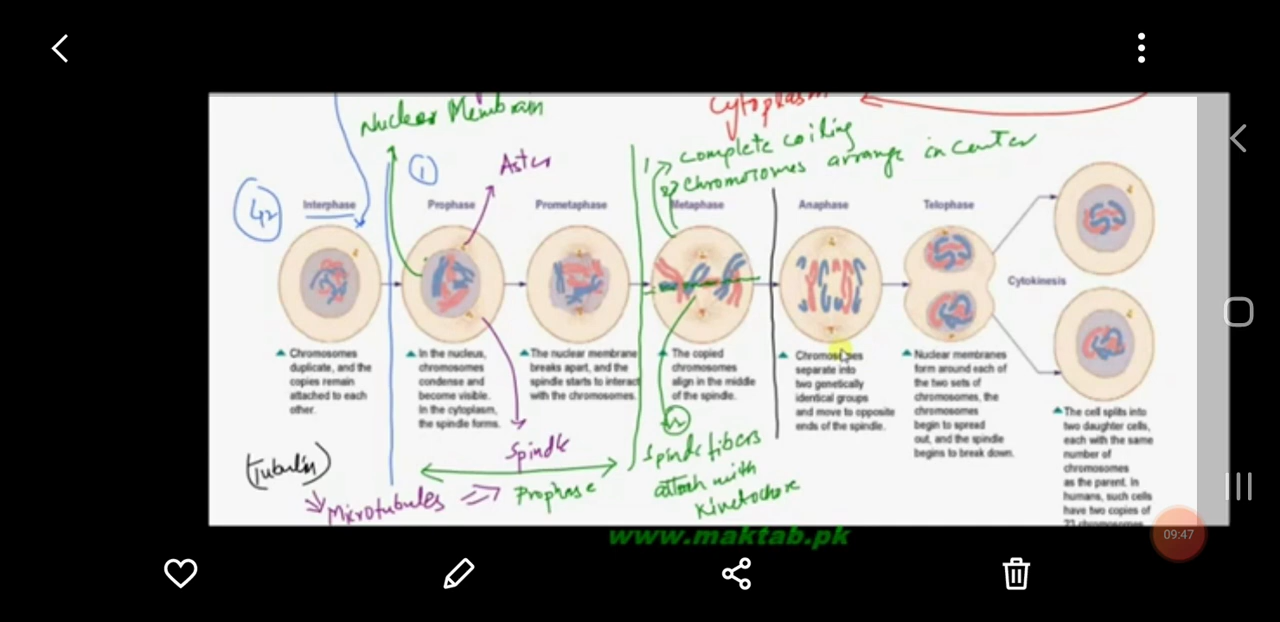 Nuclear Membrain
Cytoplasm
1 complete coiling
2 Chromosomes arrange in center
1
Aster
Interphase
Prophase
Prometaphase
Metaphase
Anaphase
Telophase
Cytokinesis
Chromosomes
duplicate, and the
copies remain
attached to each
other.
In the nucleus,
chromosomes
condense and
become visible.
In the cytoplasm,
the spindle forms.
The nuclear membrane
breaks apart, and the
spindle starts to interact
with the chromosomes.
The copied
chromosomes
align in the middle
of the spindle.
Chromosomes
separate into
two genetically
identical groups
and move to opposite
ends of the spindle.
Nuclear membranes
form around each of
the two sets of
chromosomes, the
chromosomes
begin to spread
out, and the spindle
begins to break down.
The cell splits into
two daughter cells,
each with the same
number of
chromosomes
as the parent. In
humans, such cells
have two copies of
23 chromosomes
Spindle
Prophase
(Tubulin)
Microtubules
Spindle fibers
attach with
Kinetochore
www.maktab.pk
09:47